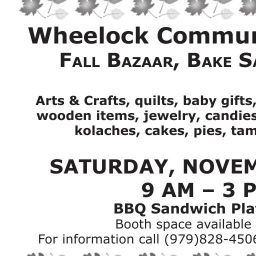 Wheelock Commun
Fall Bazaar, Bake Sa
Arts & Crafts, quilts, baby gifts,
wooden items, jewelry, candies
kolaches, cakes, pies, tam
SATURDAY, NOVEM
9 AM – 3 P
BBQ Sandwich Pla
Booth space available
For information call (979)828-4506